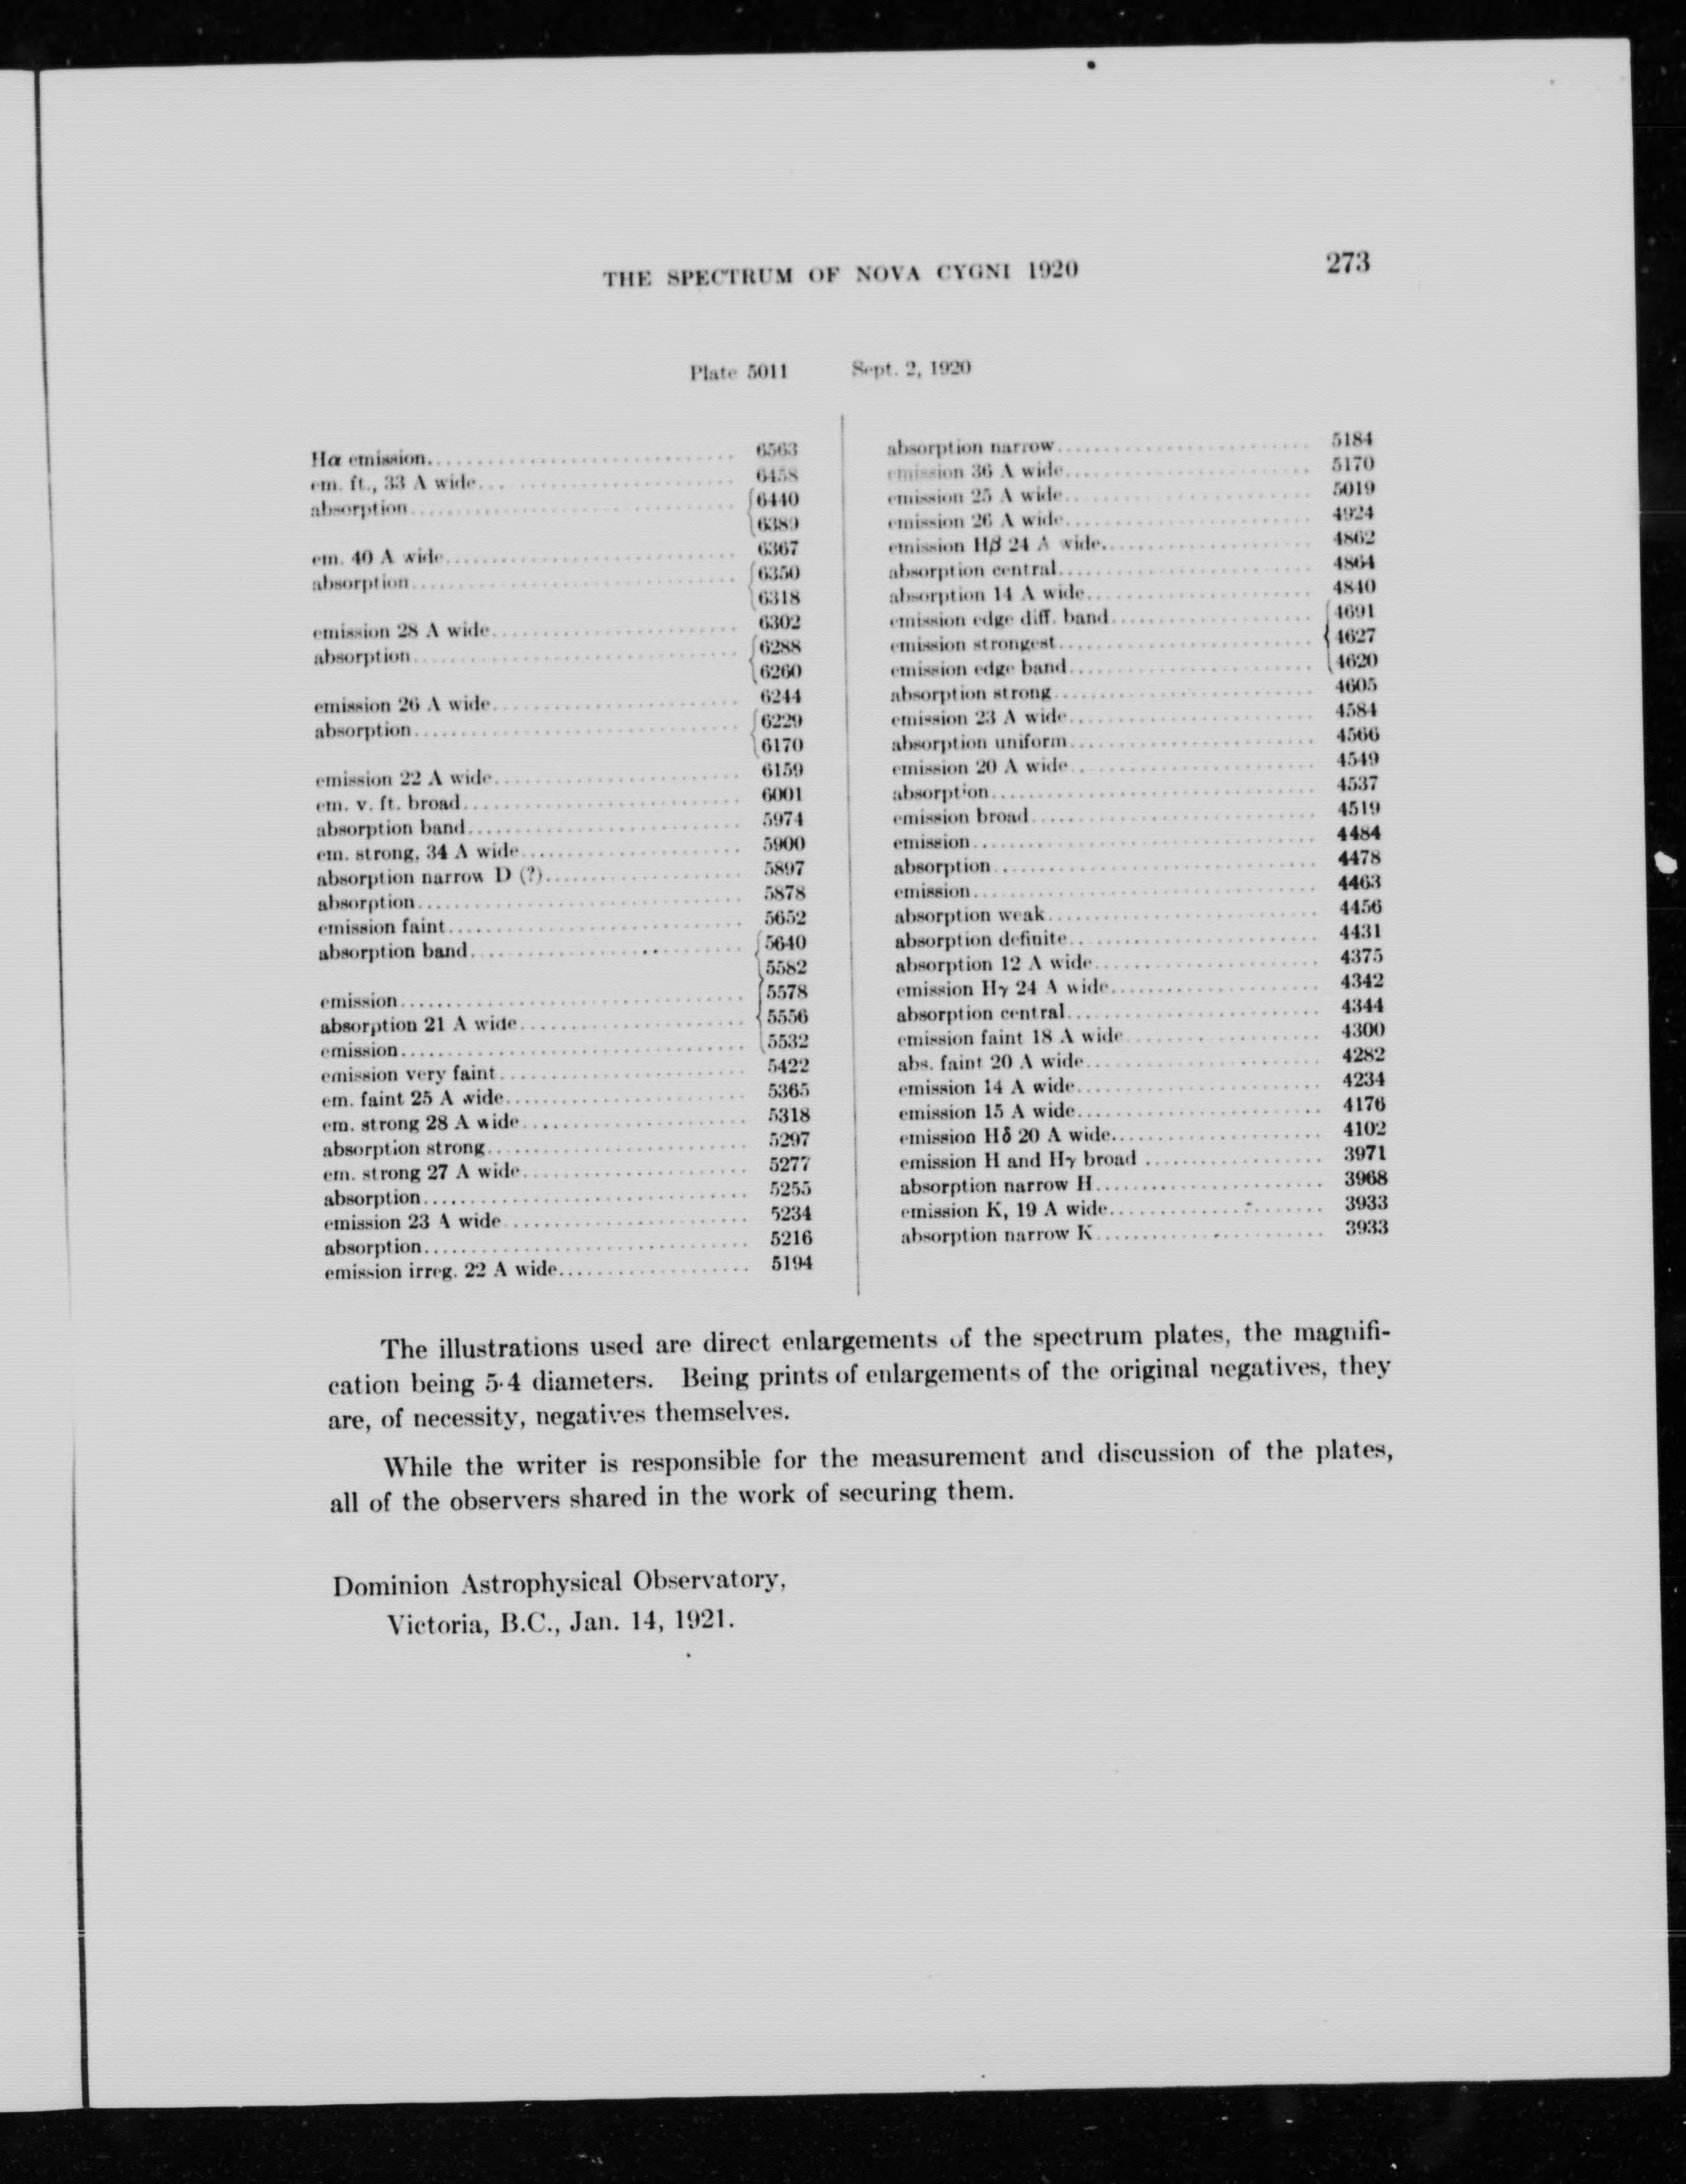 THE SPECTRUM OF NOVA CYGNI 1920 273
Plate 5011 Sept. 2, 1920
Hα emission 6563
em. ft., 33 A wide 6458
absorption 6440
6389
em. 40 A wide 6367
absorption 6350
6318
emission 28 A wide 6302
absorption 6288
6260
emission 26 A wide 6244
absorption 6229
6170
emission 22 A wide 6159
em. v. ft. broad 6001
absorption band 5974
em. strong, 34 A wide 5900
absorption narrow D (?) 5897
absorption 5878
emission faint 5652
absorption band 5640
5582
emission 5578
absorption 21 A wide 5556
emission 5532
emission very faint 5422
em. faint 25 A wide 5365
em. strong 28 A wide 5318
absorption strong 5297
em. strong 27 A wide 5277
absorption 5255
emission 23 A wide 5234
absorption 5216
emission irreg. 22 A wide 5194
absorption narrow 5184
emission 36 A wide 5170
emission 25 A wide 5019
emission 26 A wide 4924
emission Hβ 24 A wide 4862
absorption central 4864
absorption 14 A wide 4840
emission edge diff. band 4691
emission strongest 4627
emission edge band 4620
absorption strong 4605
emission 23 A wide 4584
absorption uniform 4566
emission 20 A wide 4549
absorption 4537
emission broad 4519
emission 4484
absorption 4478
emission 4463
absorption weak 4456
absorption definite 4431
absorption 12 A wide 4375
emission Hγ 24 A wide 4342
absorption central 4344
emission faint 18 A wide 4300
abs. faint 20 A wide 4282
emission 14 A wide 4234
emission 15 A wide 4176
emission Hδ 20 A wide 4102
emission H and Hγ broad 3971
absorption narrow H 3968
emission K, 19 A wide 3933
absorption narrow K 3933
The illustrations used are direct enlargements of the spectrum plates, the magnifi-
cation being 5·4 diameters. Being prints of enlargements of the original negatives, they
are, of necessity, negatives themselves.
While the writer is responsible for the measurement and discussion of the plates,
all of the observers shared in the work of securing them.
Dominion Astrophysical Observatory,
Victoria, B.C., Jan. 14, 1921.